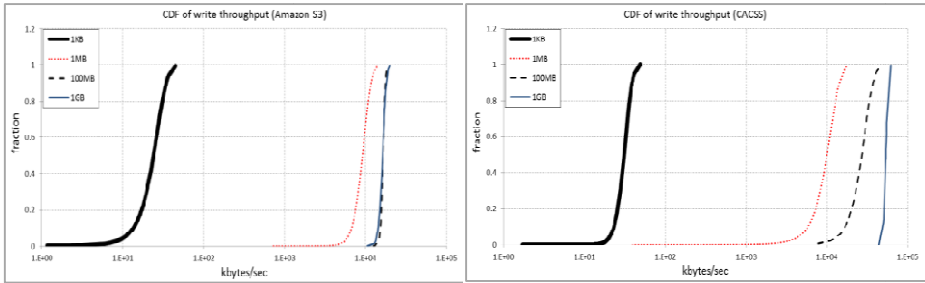 CDF of write throughput (Amazon S3)
1.2
1
0.8
0.6
0.4
0.2
0
fraction
1KB
1MB
100MB
1GB
1.E+00
1.E+01
1.E+02
1.E+03
1.E+04
1.E+05
kbytes/sec
CDF of write throughput (CACSS)
1.2
1
0.8
0.6
0.4
0.2
0
fraction
1KB
1MB
100MB
1GB
1.E+00
1.E+01
1.E+02
1.E+03
1.E+04
1.E+05
kbytes/sec